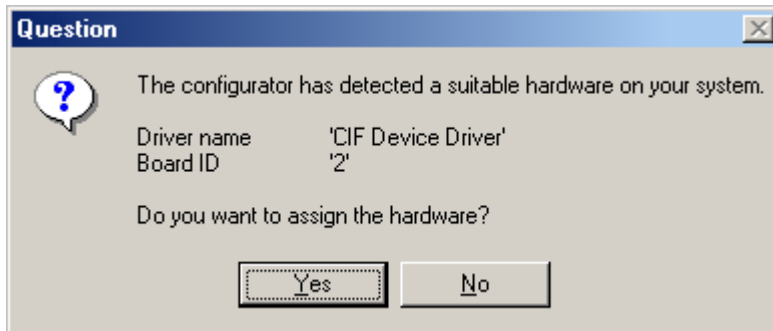 Question
The configurator has detected a suitable hardware on your system.
Driver name 'CIF Device Driver'
Board ID '2'
Do you want to assign the hardware?
Yes No